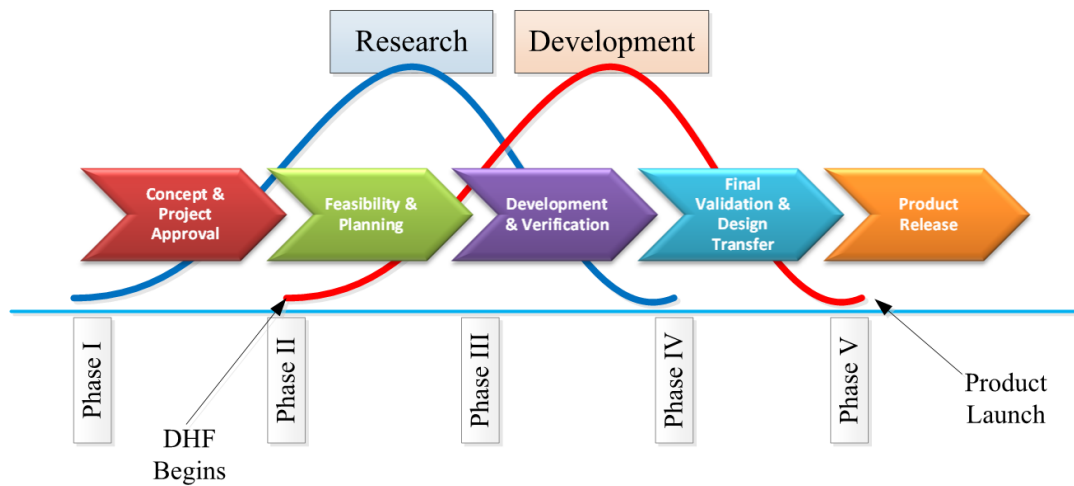 Research
Development
Concept &
Project
Approval
Feasibility &
Planning
Development
& Verification
Final
Validation &
Design
Transfer
Product
Release
Phase I
Phase II
Phase III
Phase IV
Phase V
DHF
Begins
Product
Launch